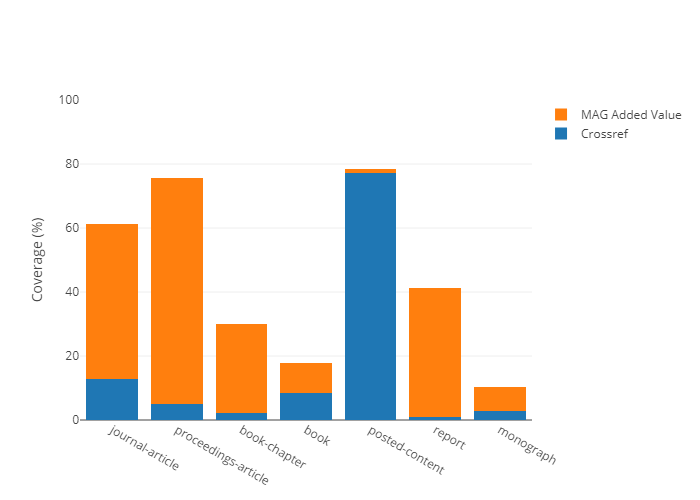 100
80
60
40
20
0
Coverage (%)
journal-article
proceedings-article
book-chapter
book
posted-content
report
monograph
MAG Added Value
Crossref